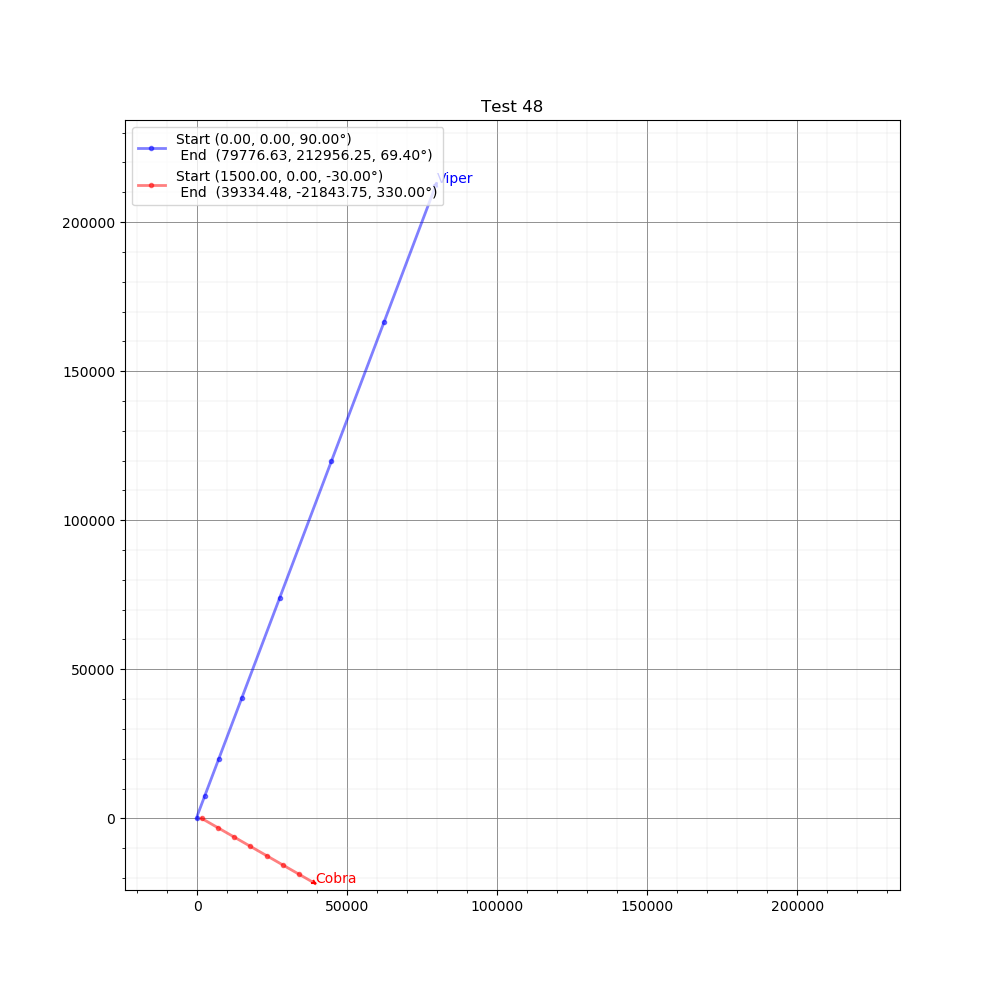 Test 48
Start (0.00, 0.00, 90.00°)
End (79776.63, 212956.25, 69.40°)
Start (1500.00, 0.00, -30.00°)
End (39334.48, -21843.75, 330.00°)
Viper
200000
150000
100000
50000
0
Cobra
0 50000 100000 150000 200000